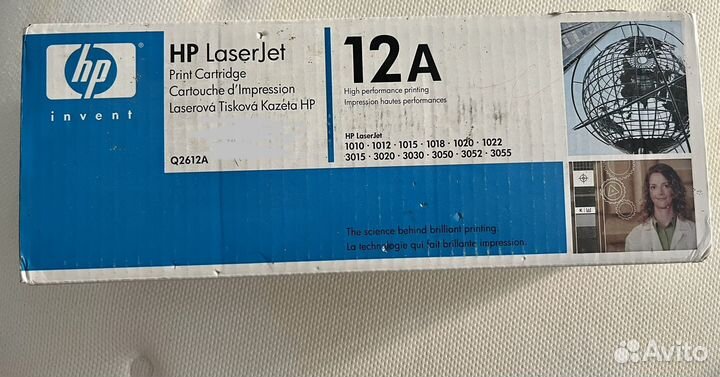 hp
invent
HP LaserJet
Print Cartridge
Cartouche d'Impression
Laserová Tisková Kazéta HP
Q2612A
12A
High performance printing
Impression hautes performances
HP LaserJet
1010 · 1012 · 1015 · 1018 · 1020 · 1022
3015 · 3020 · 3030 · 3050 · 3052 · 3055
The science behind brilliant printing.
La technologie qui fait brillante impression.
K
Avito